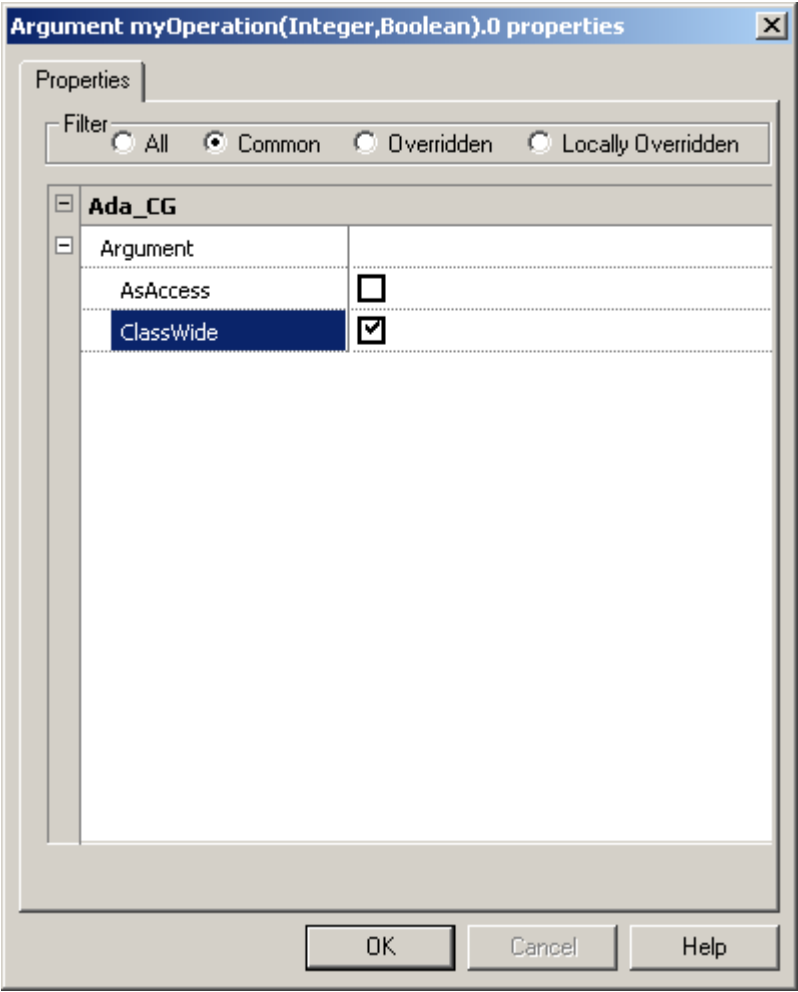 Argument myOperation(Integer,Boolean).0 properties
Properties
Filter
All Common Overridden Locally Overridden
Ada_CG
Argument
AsAccess
ClassWide
OK Cancel Help